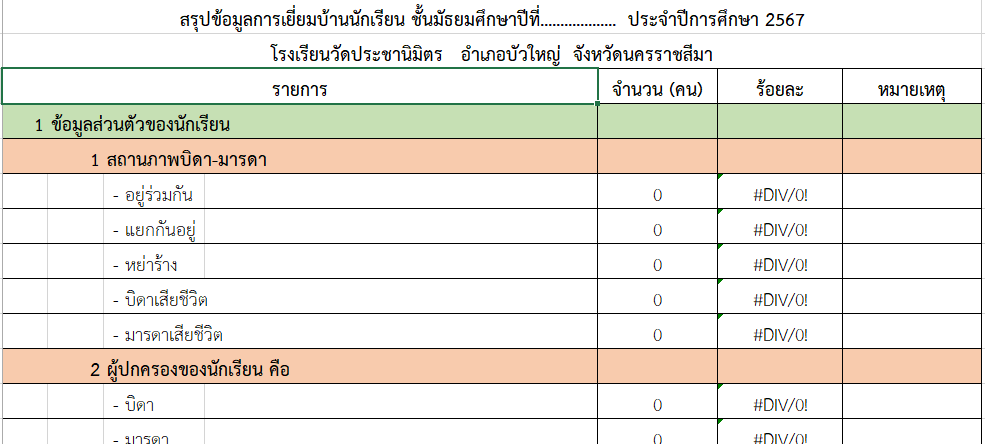 สรุปข้อมูลการเยี่ยมบ้านนักเรียน ชั้นมัธยมศึกษาปีที่................... ประจำปีการศึกษา 2567
โรงเรียนวัดประชานิมิตร อำเภอบัวใหญ่ จังหวัดนครราชสีมา
รายการ จำนวน (คน) ร้อยละ หมายเหตุ
1 ข้อมูลส่วนตัวของนักเรียน
1 สถานภาพบิดา-มารดา
- อยู่ร่วมกัน 0 #DIV/0!
- แยกกันอยู่ 0 #DIV/0!
- หย่าร้าง 0 #DIV/0!
- บิดาเสียชีวิต 0 #DIV/0!
- มารดาเสียชีวิต 0 #DIV/0!
2 ผู้ปกครองของนักเรียน คือ
- บิดา 0 #DIV/0!
- มารดา 0 #DIV/0!